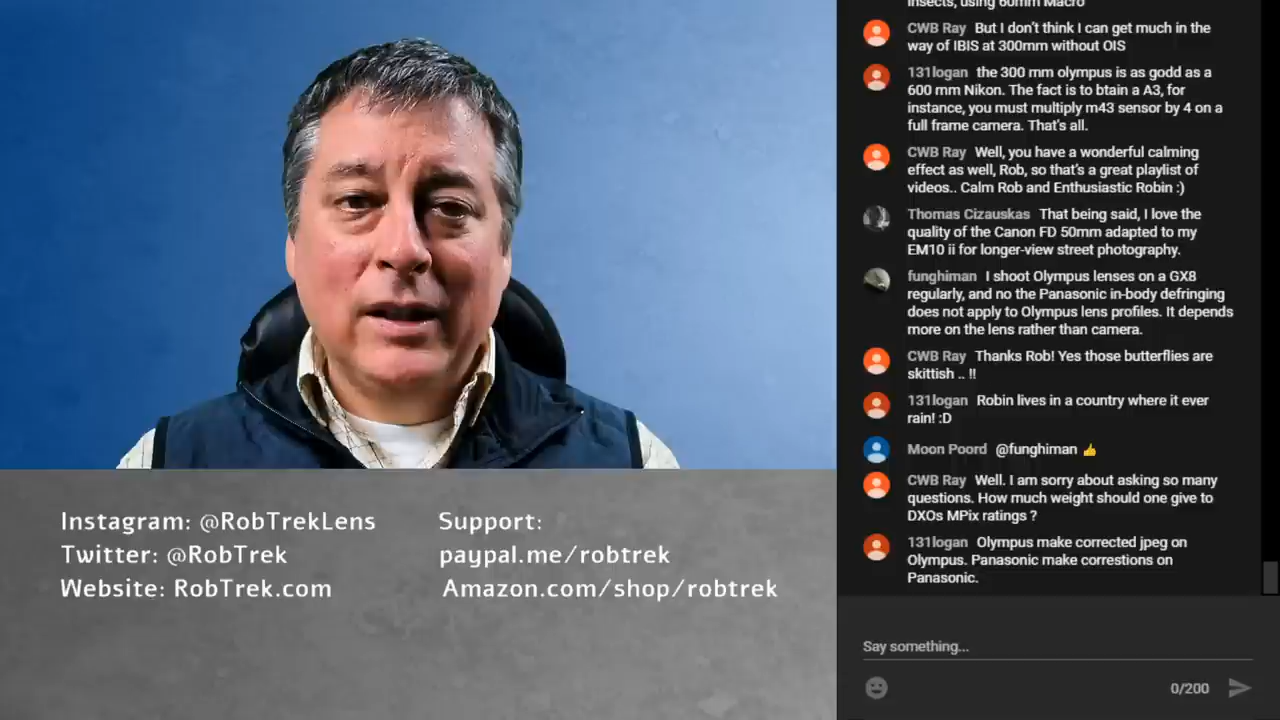 Instagram: @RobTrekLens
Twitter: @RobTrek
Website: RobTrek.com
Support:
paypal.me/robtrek
Amazon.com/shop/robtrek
insects, using 60mm Macro
CWB Ray But I don't think I can get much in the
way of IBIS at 300mm without OIS
131logan the 300 mm olympus is as godd as a
600 mm Nikon. The fact is to btain a A3, for
instance, you must multiply m43 sensor by 4 on a
full frame camera. That's all.
CWB Ray Well, you have a wonderful calming
effect as well, Rob, so that's a great playlist of
videos.. Calm Rob and Enthusiastic Robin :)
Thomas Cizauskas That being said, I love the
quality of the Canon FD 50mm adapted to my
EM10 ii for longer-view street photography.
funghiman I shoot Olympus lenses on a GX8
regularly, and no the Panasonic in-body defringing
does not apply to Olympus lens profiles. It depends
more on the lens rather than camera.
CWB Ray Thanks Rob! Yes those butterflies are
skittish .. !!
131logan Robin lives in a country where it ever
rain! :D
Moon Poord @funghiman 👍
CWB Ray Well. I am sorry about asking so many
questions. How much weight should one give to
DXOs MPix ratings ?
131logan Olympus make corrected jpeg on
Olympus. Panasonic make correstions on
Panasonic.
Say something...
0/200